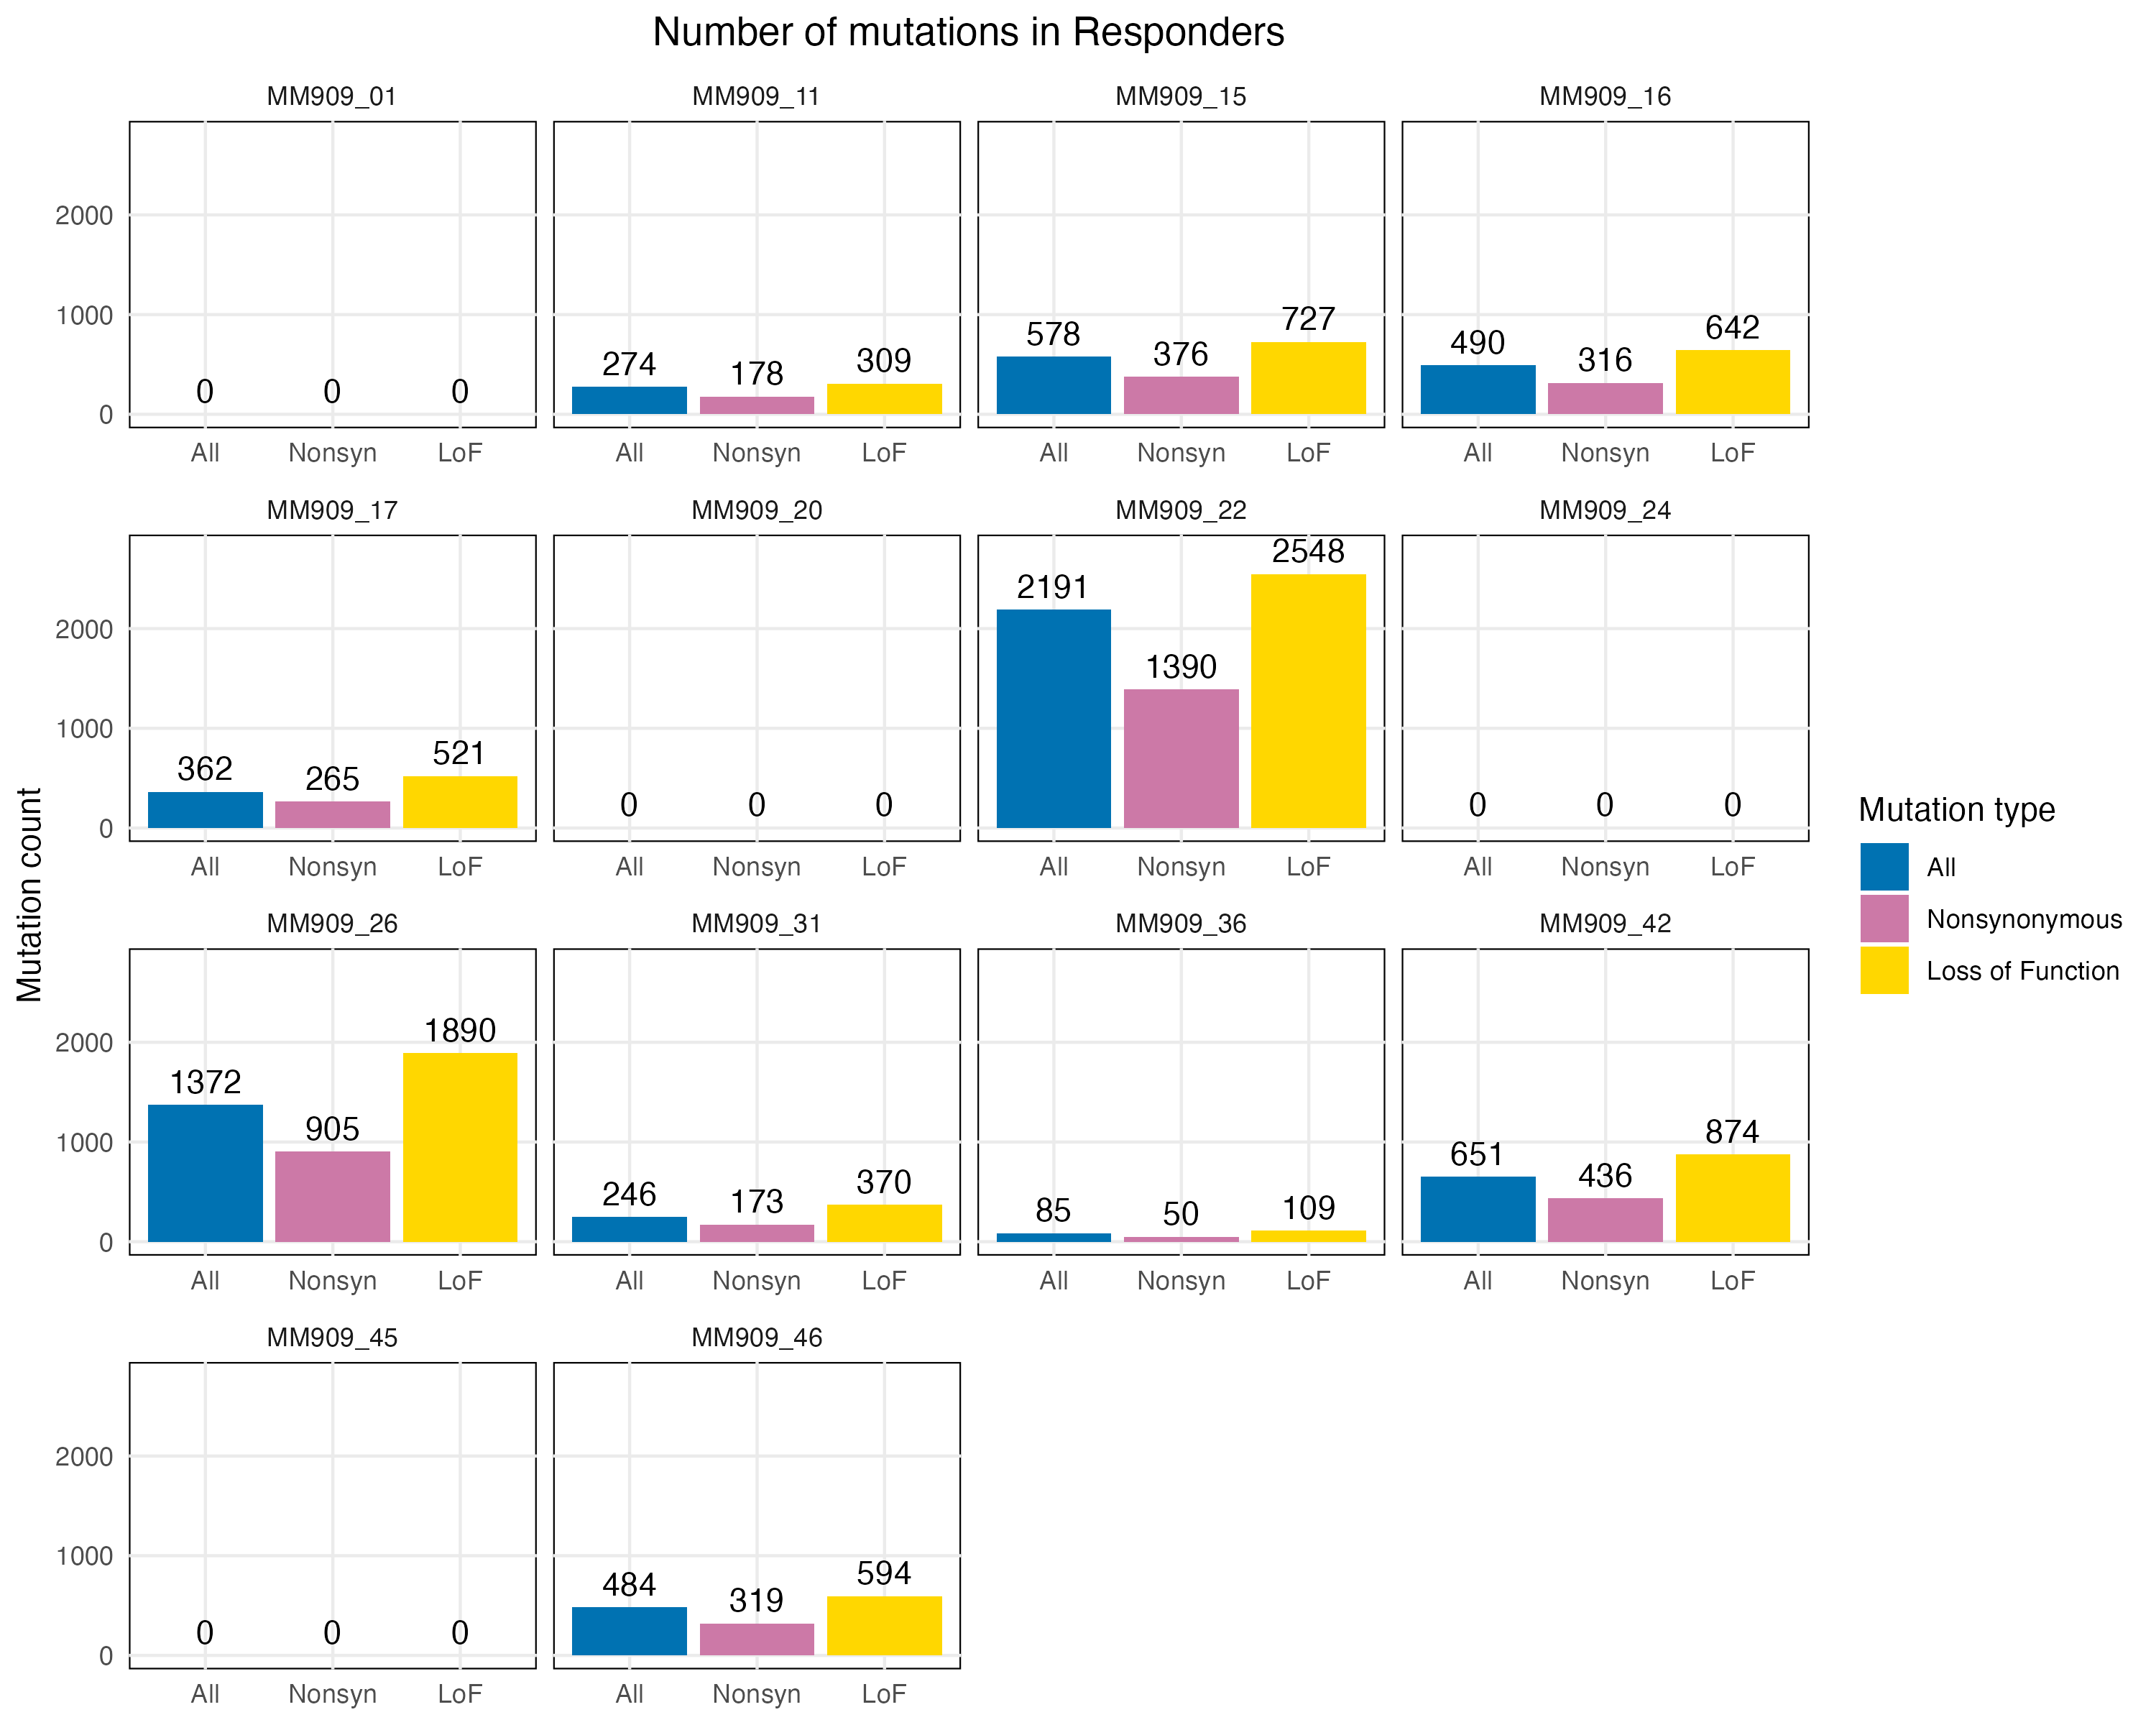 Number of mutations in Responders
MM909_01 MM909_11 MM909_15 MM909_16
2000
1000
0
0 0 0
274 178 309
578 376 727
490 316 642
All Nonsyn LoF All Nonsyn LoF All Nonsyn LoF All Nonsyn LoF
MM909_17 MM909_20 MM909_22 MM909_24
2000
1000
0
362 265 521
0 0 0
2191 1390 2548
0 0 0
All Nonsyn LoF All Nonsyn LoF All Nonsyn LoF All Nonsyn LoF
MM909_26 MM909_31 MM909_36 MM909_42
2000
1000
0
1372 905 1890
246 173 370
85 50 109
651 436 874
All Nonsyn LoF All Nonsyn LoF All Nonsyn LoF All Nonsyn LoF
MM909_45 MM909_46
2000
1000
0
0 0 0
484 319 594
All Nonsyn LoF All Nonsyn LoF
Mutation count
Mutation type
All
Nonsynonymous
Loss of Function